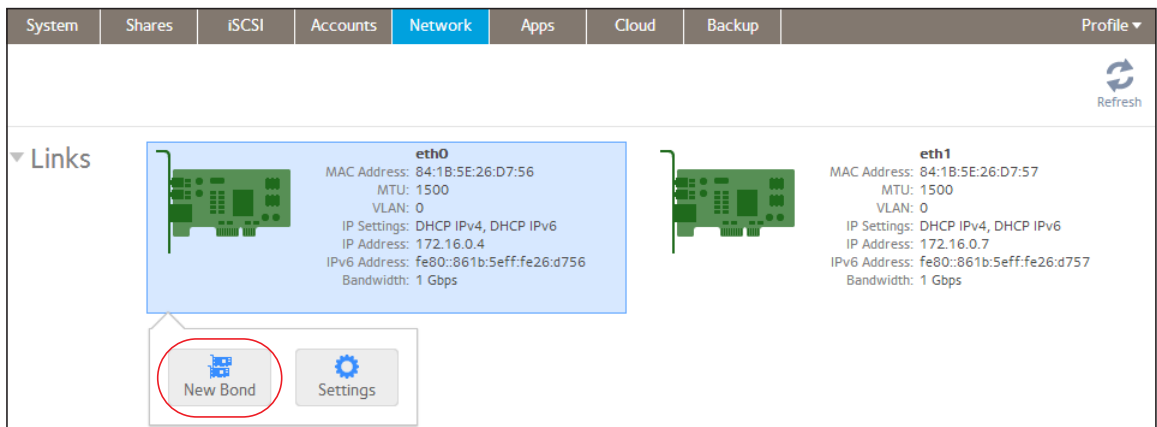 System Shares iSCSI Accounts Network Apps Cloud Backup Profile
Refresh
Links
eth0
MAC Address: 84:1B:5E:26:D7:56
MTU: 1500
VLAN: 0
IP Settings: DHCP IPv4, DHCP IPv6
IP Address: 172.16.0.4
IPv6 Address: fe80::861b:5eff:fe26:d756
Bandwidth: 1 Gbps
eth1
MAC Address: 84:1B:5E:26:D7:57
MTU: 1500
VLAN: 0
IP Settings: DHCP IPv4, DHCP IPv6
IP Address: 172.16.0.7
IPv6 Address: fe80::861b:5eff:fe26:d757
Bandwidth: 1 Gbps
New Bond Settings